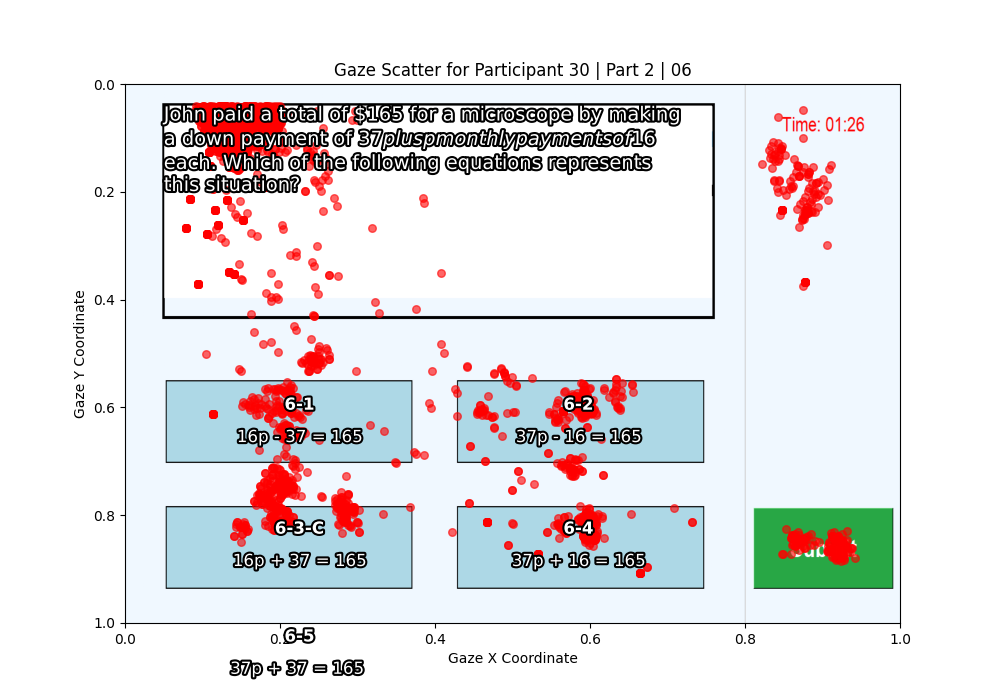 Gaze Scatter for Participant 30 | Part 2 | 06
John paid a total of $165 for a microscope by making
a down payment of 37pluspmonthlypaymentsof16
each. Which of the following equations represents
this situation?
Time: 01:26
6-1
16p - 37 = 165
6-2
37p - 16 = 165
6-3-C
16p + 37 = 165
6-4
37p + 16 = 165
6-5
37p + 37 = 165
0.0
0.2
0.4
0.6
0.8
1.0
Gaze Y Coordinate
0.0
0.2
0.4
0.6
0.8
1.0
Gaze X Coordinate